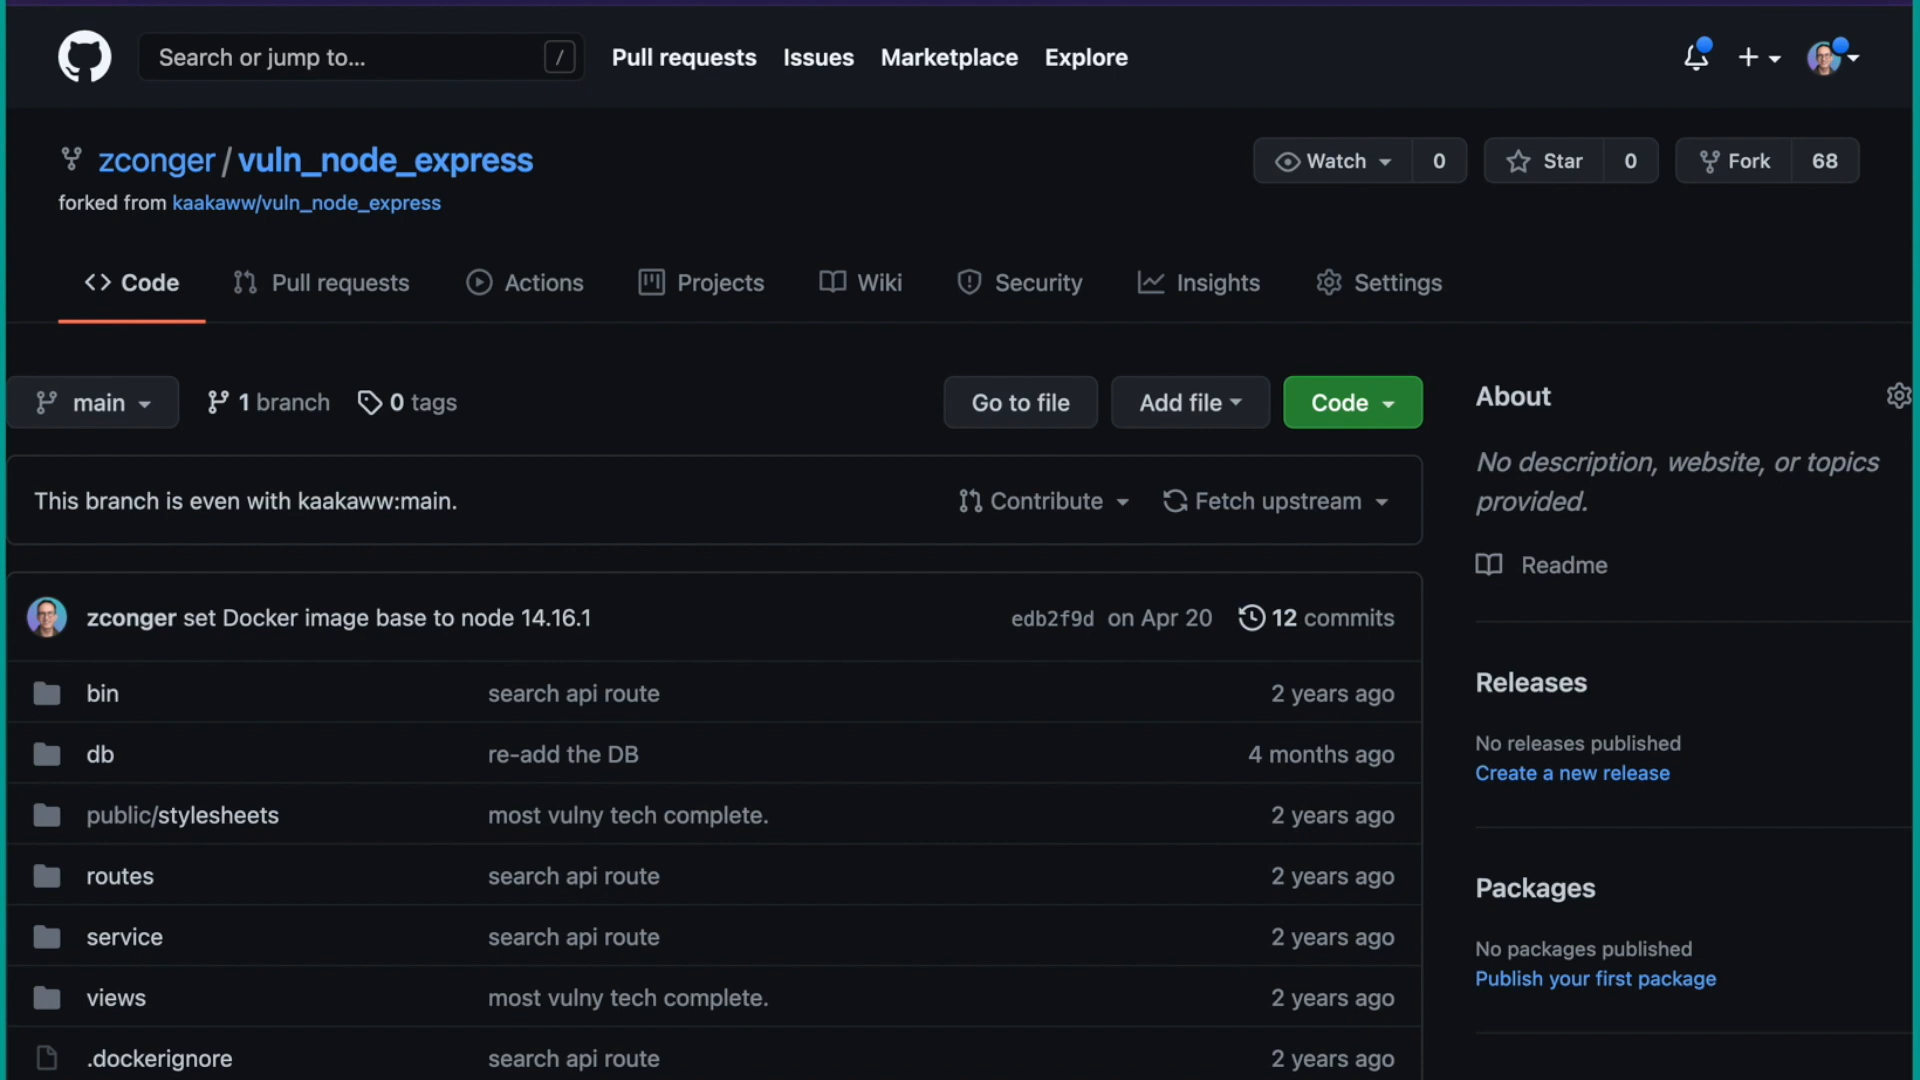 Search or jump to... /
Pull requests Issues Marketplace Explore
zconger / vuln_node_express
Watch 0 Star 0 Fork 68
forked from kaakaww/vuln_node_express
Code Pull requests Actions Projects Wiki Security Insights Settings
main 1 branch 0 tags Go to file Add file Code
About
No description, website, or topics provided.
This branch is even with kaakaww:main. Contribute Fetch upstream
Readme
zconger set Docker image base to node 14.16.1 edb2f9d on Apr 20 12 commits
bin search api route 2 years ago
db re-add the DB 4 months ago
public/stylesheets most vulny tech complete. 2 years ago
routes search api route 2 years ago
service search api route 2 years ago
views most vulny tech complete. 2 years ago
.dockerignore search api route 2 years ago
Releases
No releases published
Create a new release
Packages
No packages published
Publish your first package